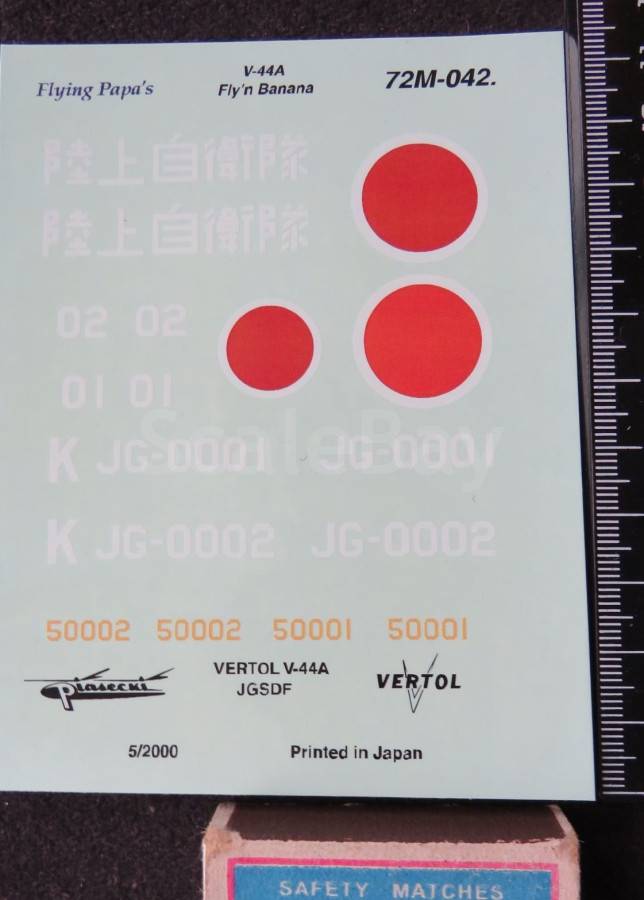 Flying Papa's
V-44A
Fly'n Banana
72M-042.
陸上自衛隊
陸上自衛隊
02 02
01 01
K JG-0001 JG-0001
ScaleBay
K JG-0002 JG-0002
50002 50002 50001 50001
Piasecki
VERTOL V-44A
JGSDF
VERTOL
5/2000
Printed in Japan
SAFETY MATCHES